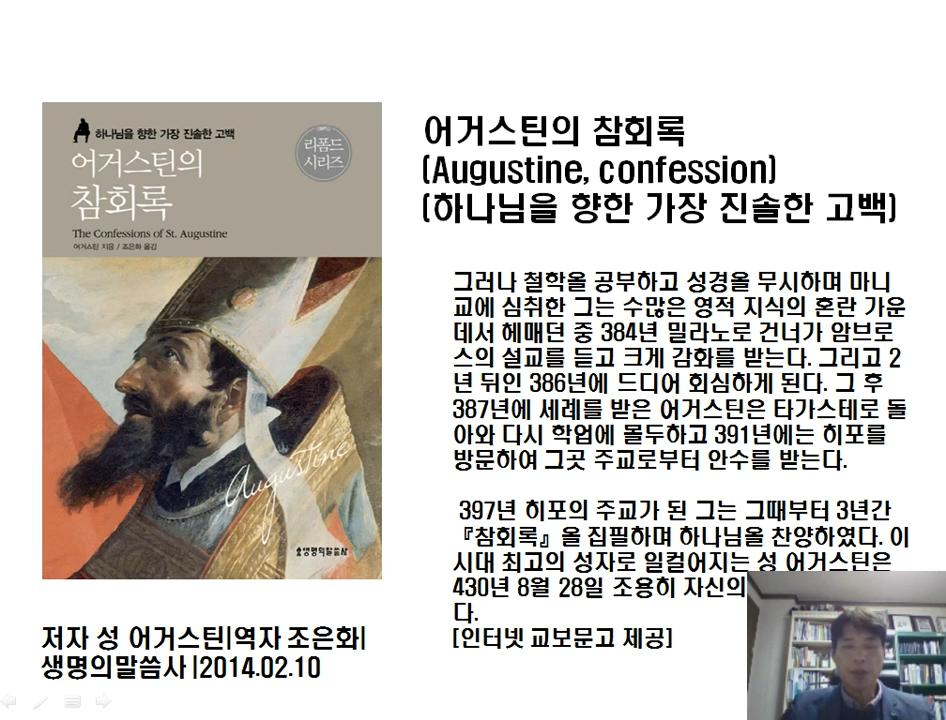 하나님을 향한 가장 진솔한 고백
어거스틴의
참회록
리폼드
시리즈
The Confessions of St. Augustine
어거스틴 지음 / 조은화 옮김
Augustine
생명의말씀사
어거스틴의 참회록
(Augustine, confession)
(하나님을 향한 가장 진솔한 고백)
그러나 철학을 공부하고 성경을 무시하며 마니
교에 심취한 그는 수많은 영적 지식의 혼란 가운
데서 헤매던 중 384년 밀라노로 건너가 암브로
스의 설교를 듣고 크게 감화를 받는다. 그리고 2
년 뒤인 386년에 드디어 회심하게 된다. 그 후
387년에 세례를 받은 어거스틴은 타가스테로 돌
아와 다시 학업에 몰두하고 391년에는 히포를
방문하여 그곳 주교로부터 안수를 받는다.
397년 히포의 주교가 된 그는 그때부터 3년간
『참회록』을 집필하며 하나님을 찬양하였다. 이
시대 최고의 성자로 일컬어지는 성 어거스틴은
430년 8월 28일 조용히 자신의
다.
[인터넷 교보문고 제공]
저자 성 어거스틴|역자 조은화|
생명의말씀사 |2014.02.10